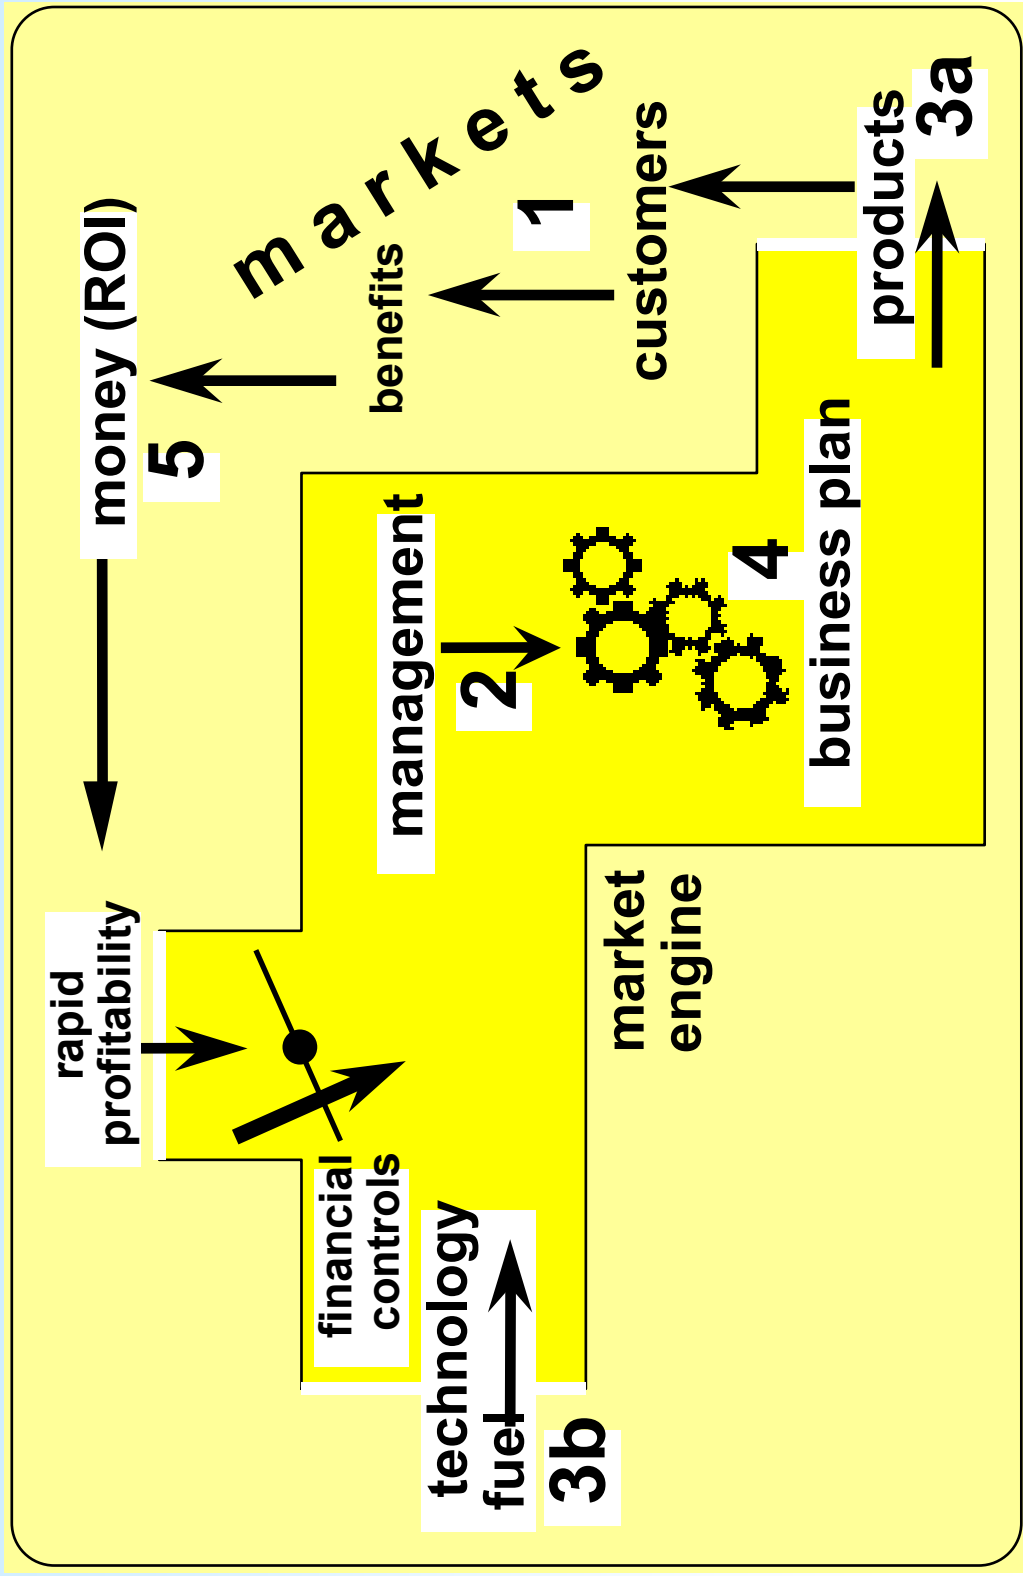 money (ROI)
5
markets
benefits
1
customers
products
3a
rapid
profitability
management
2
4
business plan
financial
controls
market
engine
technology
fuel
3b